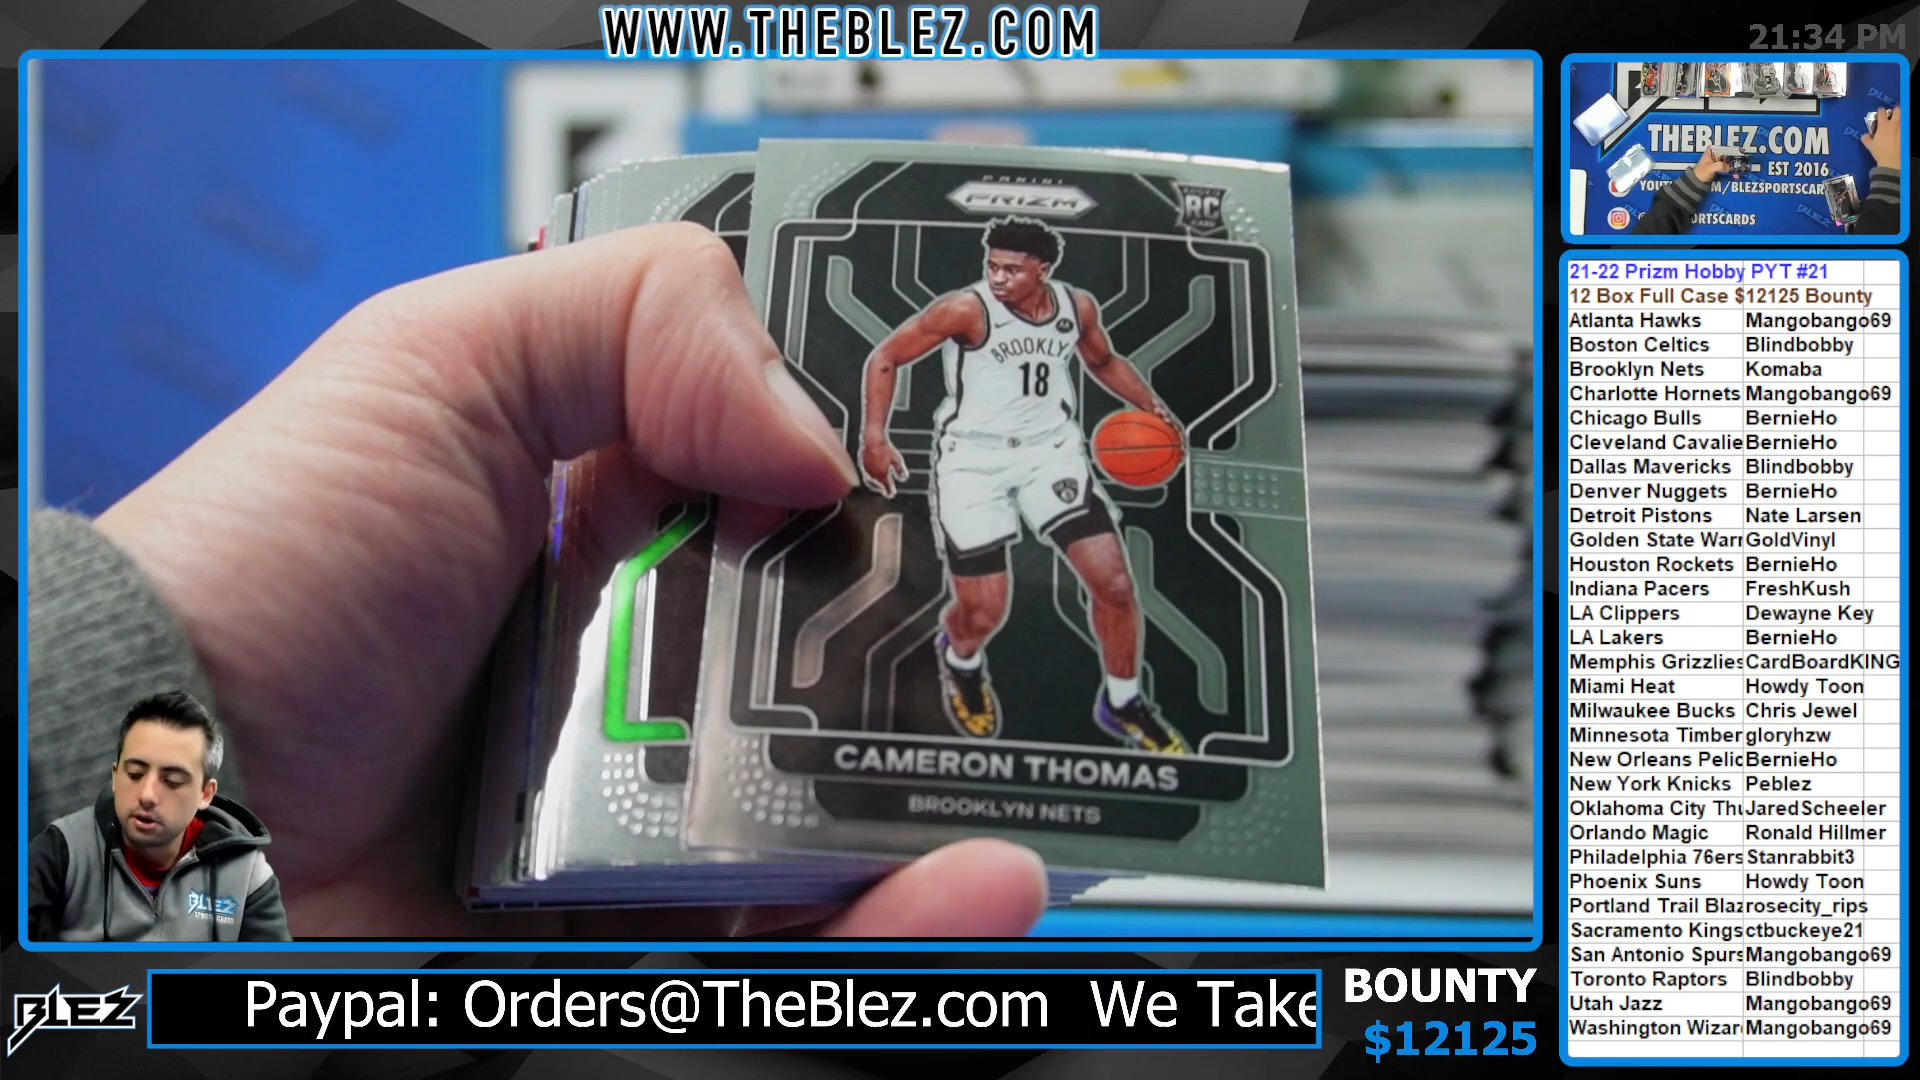 WWW.THEBLEZ.COM
21:34 PM
PANINI
PRIZM
RC
BROOKLYN
18
CAMERON THOMAS
BROOKLYN NETS
THEBLEZ.COM
EST 2016
M/BLEZSPORTSCAR
ORTSCARDS
21-22 Prizm Hobby PYT #21
12 Box Full Case $12125 Bounty
Atlanta Hawks Mangobango69
Boston Celtics Blindbobby
Brooklyn Nets Komaba
Charlotte Hornets Mangobango69
Chicago Bulls BernieHo
Cleveland Cavalie BernieHo
Dallas Mavericks Blindbobby
Denver Nuggets BernieHo
Detroit Pistons Nate Larsen
Golden State Warr GoldVinyl
Houston Rockets BernieHo
Indiana Pacers FreshKush
LA Clippers Dewayne Key
LA Lakers BernieHo
Memphis Grizzlies CardBoardKING
Miami Heat Howdy Toon
Milwaukee Bucks Chris Jewel
Minnesota Timber gloryhzw
New Orleans Pelic BernieHo
New York Knicks Peblez
Oklahoma City Thu JaredScheeler
Orlando Magic Ronald Hillmer
Philadelphia 76ers Stanrabbit3
Phoenix Suns Howdy Toon
Portland Trail Blaz rosecity_rips
Sacramento Kings ctbuckeye21
San Antonio Spurs Mangobango69
Toronto Raptors Blindbobby
Utah Jazz Mangobango69
Washington Wizar Mangobango69
BLEZ
BLEZ
Paypal: Orders@TheBlez.com We Take
BOUNTY
$12125